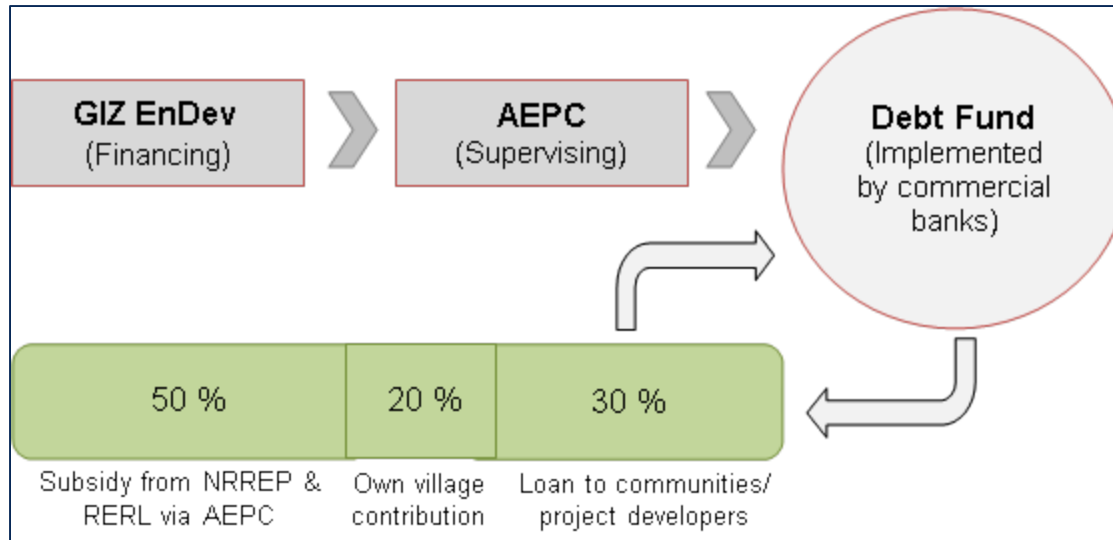 GIZ EnDev
(Financing)
AEPC
(Supervising)
Debt Fund
(Implemented
by commercial
banks)
50 %
20 %
30 %
Subsidy from NRREP &
RERL via AEPC
Own village
contribution
Loan to communities/
project developers